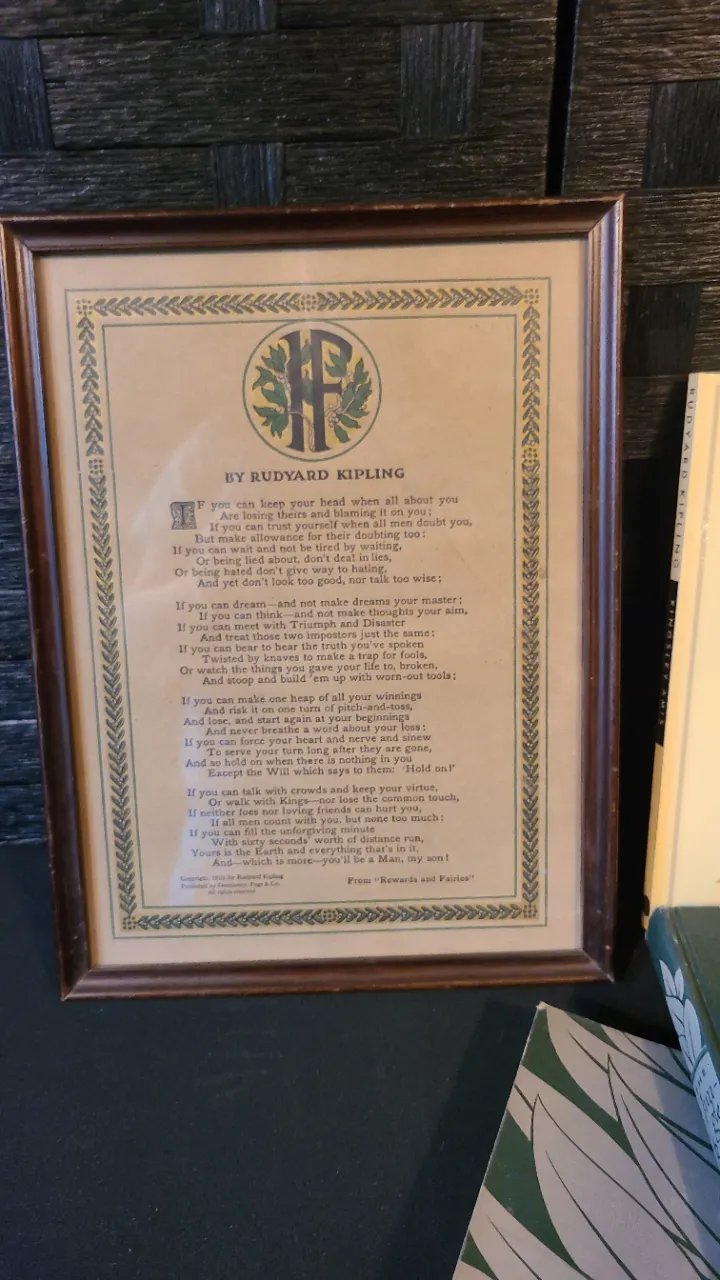 IF
BY RUDYARD KIPLING
IF you can keep your head when all about you
Are losing theirs and blaming it on you;
If you can trust yourself when all men doubt you,
But make allowance for their doubting too:
If you can wait and not be tired by waiting,
Or being lied about, don't deal in lies,
Or being hated don't give way to hating,
And yet don't look too good, nor talk too wise;
If you can dream—and not make dreams your master;
If you can think—and not make thoughts your aim,
If you can meet with Triumph and Disaster
And treat those two impostors just the same:
If you can bear to hear the truth you've spoken
Twisted by knaves to make a trap for fools,
Or watch the things you gave your life to, broken,
And stoop and build 'em up with worn-out tools;
If you can make one heap of all your winnings
And risk it on one turn of pitch-and-toss,
And lose, and start again at your beginnings
And never breathe a word about your loss:
If you can force your heart and nerve and sinew
To serve your turn long after they are gone,
And so hold on when there is nothing in you
Except the Will which says to them: 'Hold on!'
If you can talk with crowds and keep your virtue,
Or walk with Kings—nor lose the common touch,
If neither foes nor loving friends can hurt you,
If all men count with you, but none too much:
If you can fill the unforgiving minute
With sixty seconds' worth of distance run,
Yours is the Earth and everything that's in it,
And—which is more—you'll be a Man, my son!
Copyright, by Rudyard Kipling
Published by Doubleday, Page & Co.
All rights reserved
From "Rewards and Fairies"
RUDYARD KIPLING
KINGSLEY AMIS